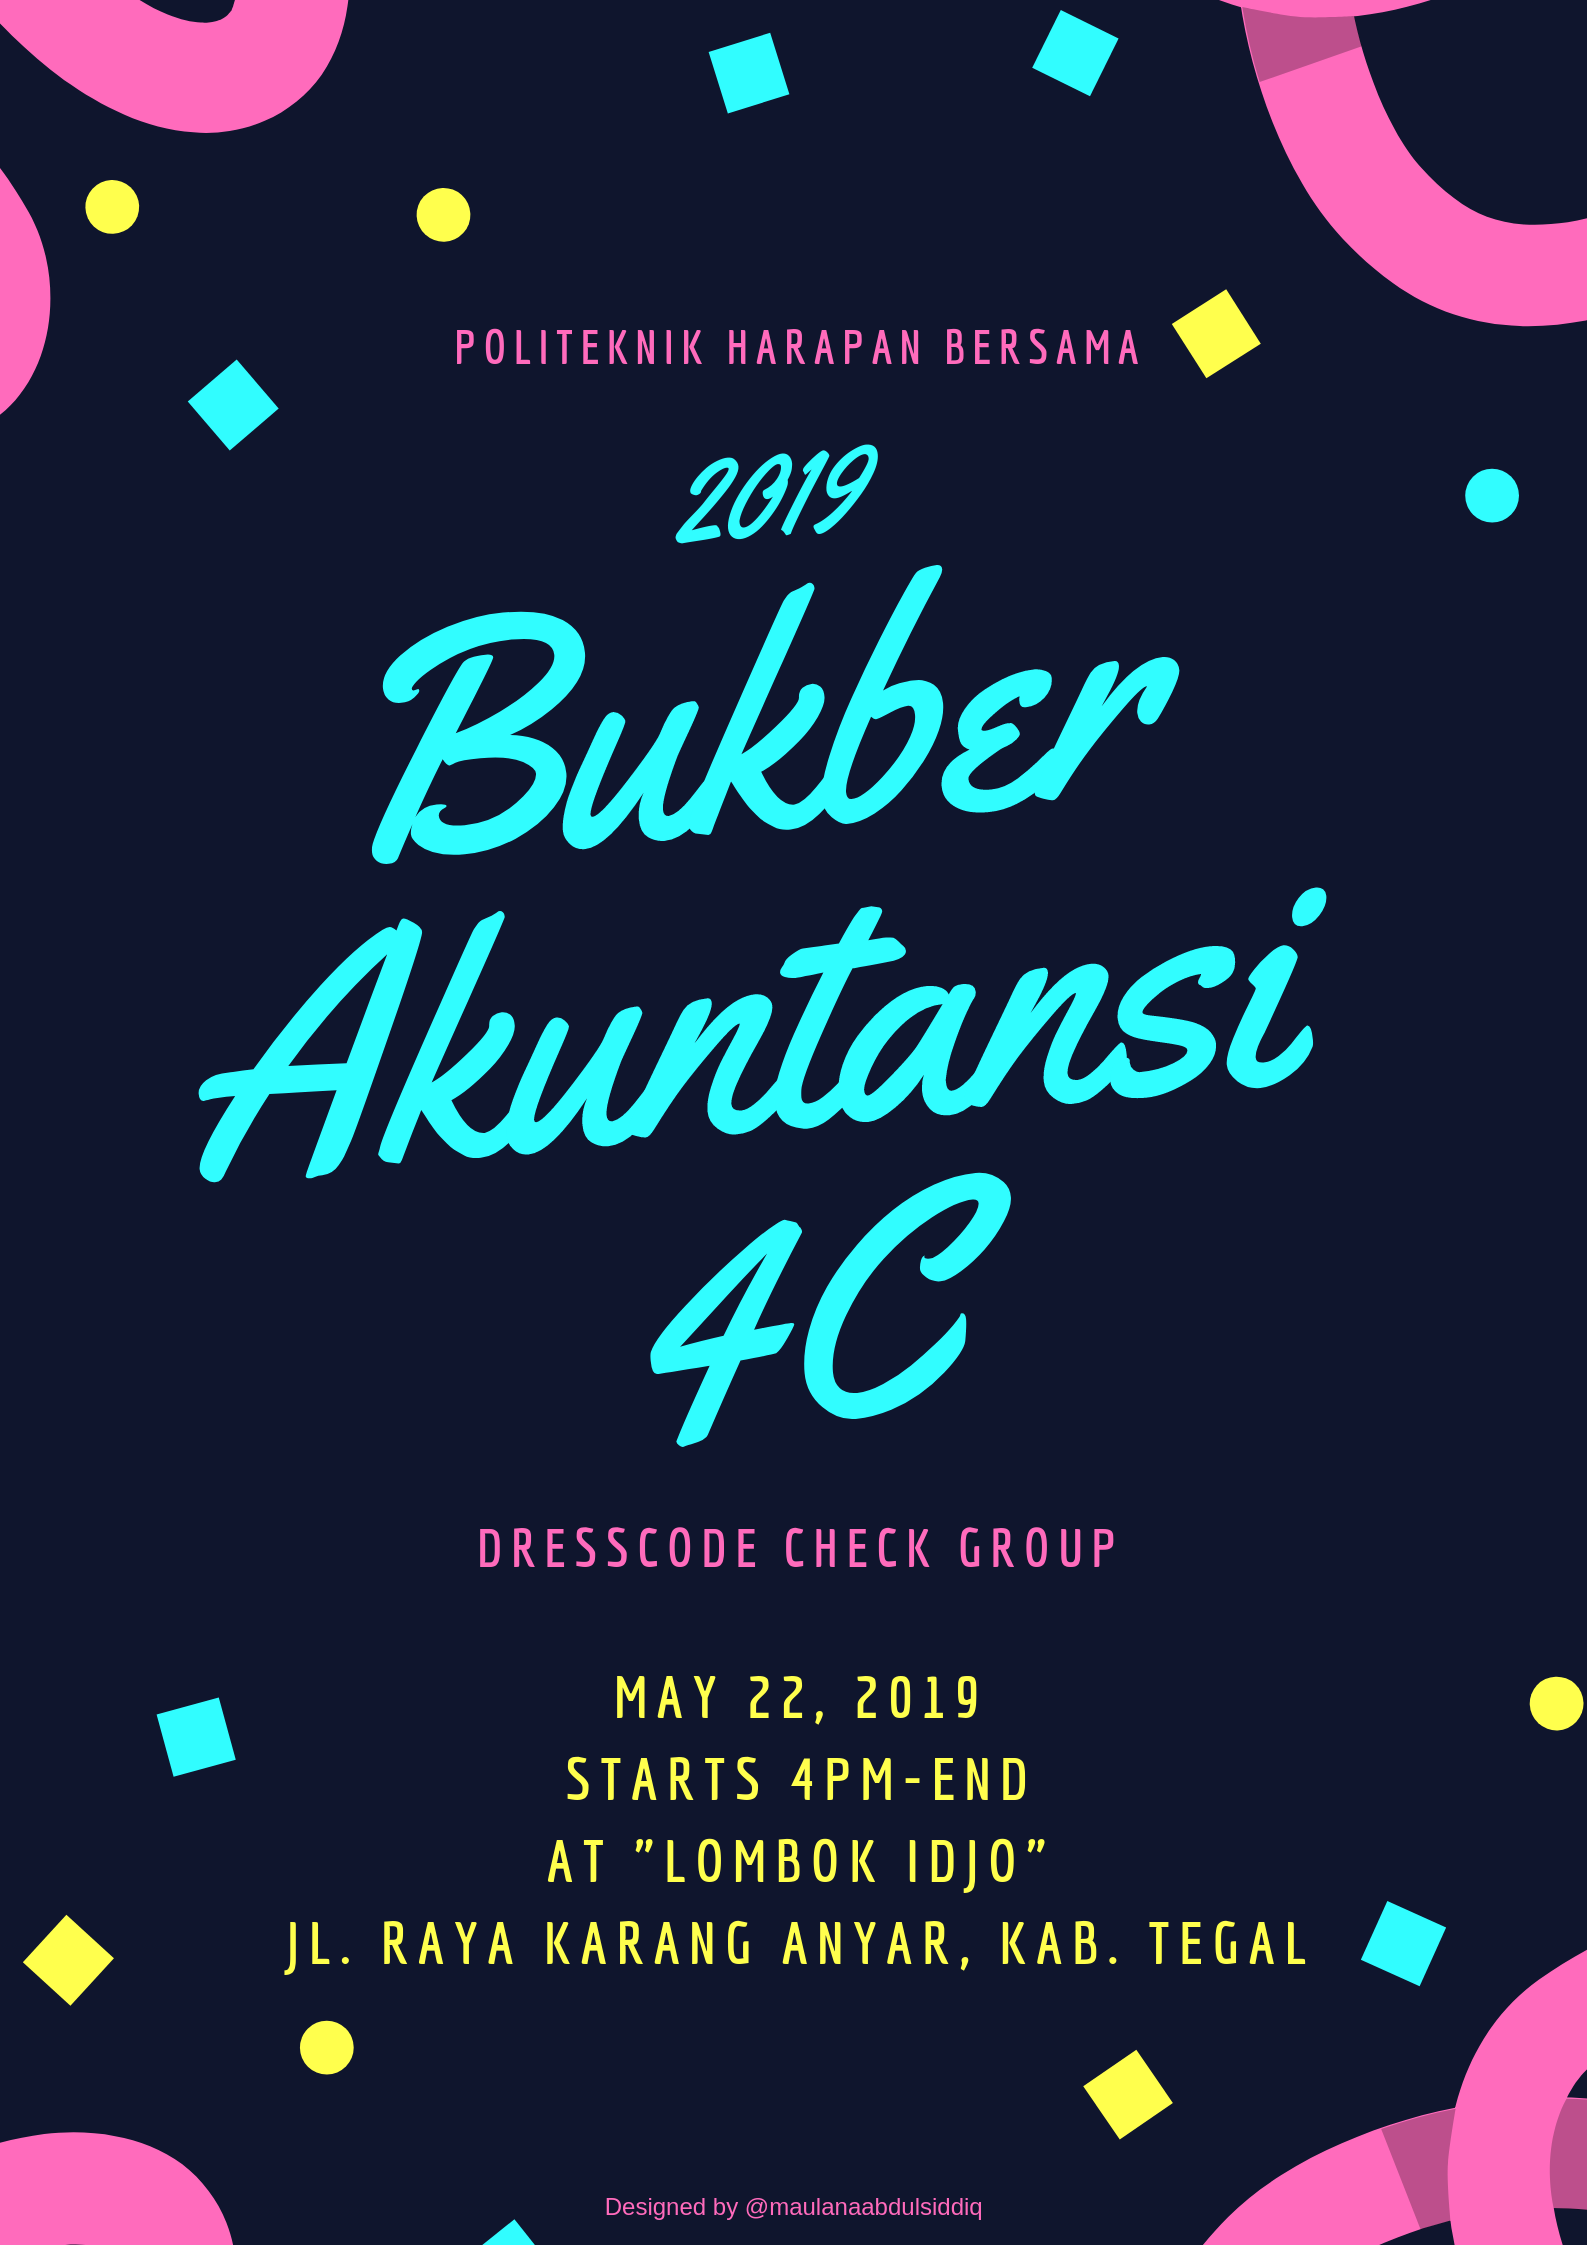 POLITEKNIK HARAPAN BERSAMA
2019
Bukber
Akuntansi
4C
DRESSCODE CHECK GROUP
MAY 22, 2019
STARTS 4PM-END
AT "LOMBOK IDJO"
JL. RAYA KARANG ANYAR, KAB. TEGAL
Designed by @maulanaabdulsiddiq